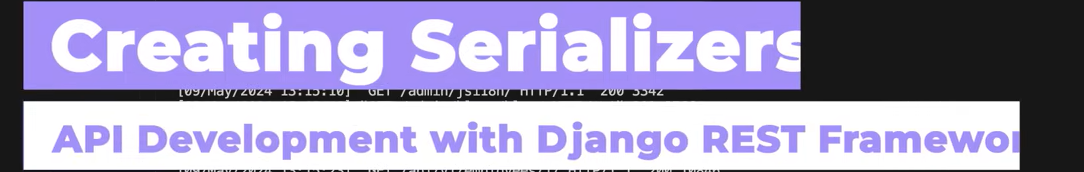 Creating Serializers
[09/May/2024 13:15:10] "GET /admin/jsi18n/ HTTP/1.1" 200 3342
API Development with Django REST Framewor